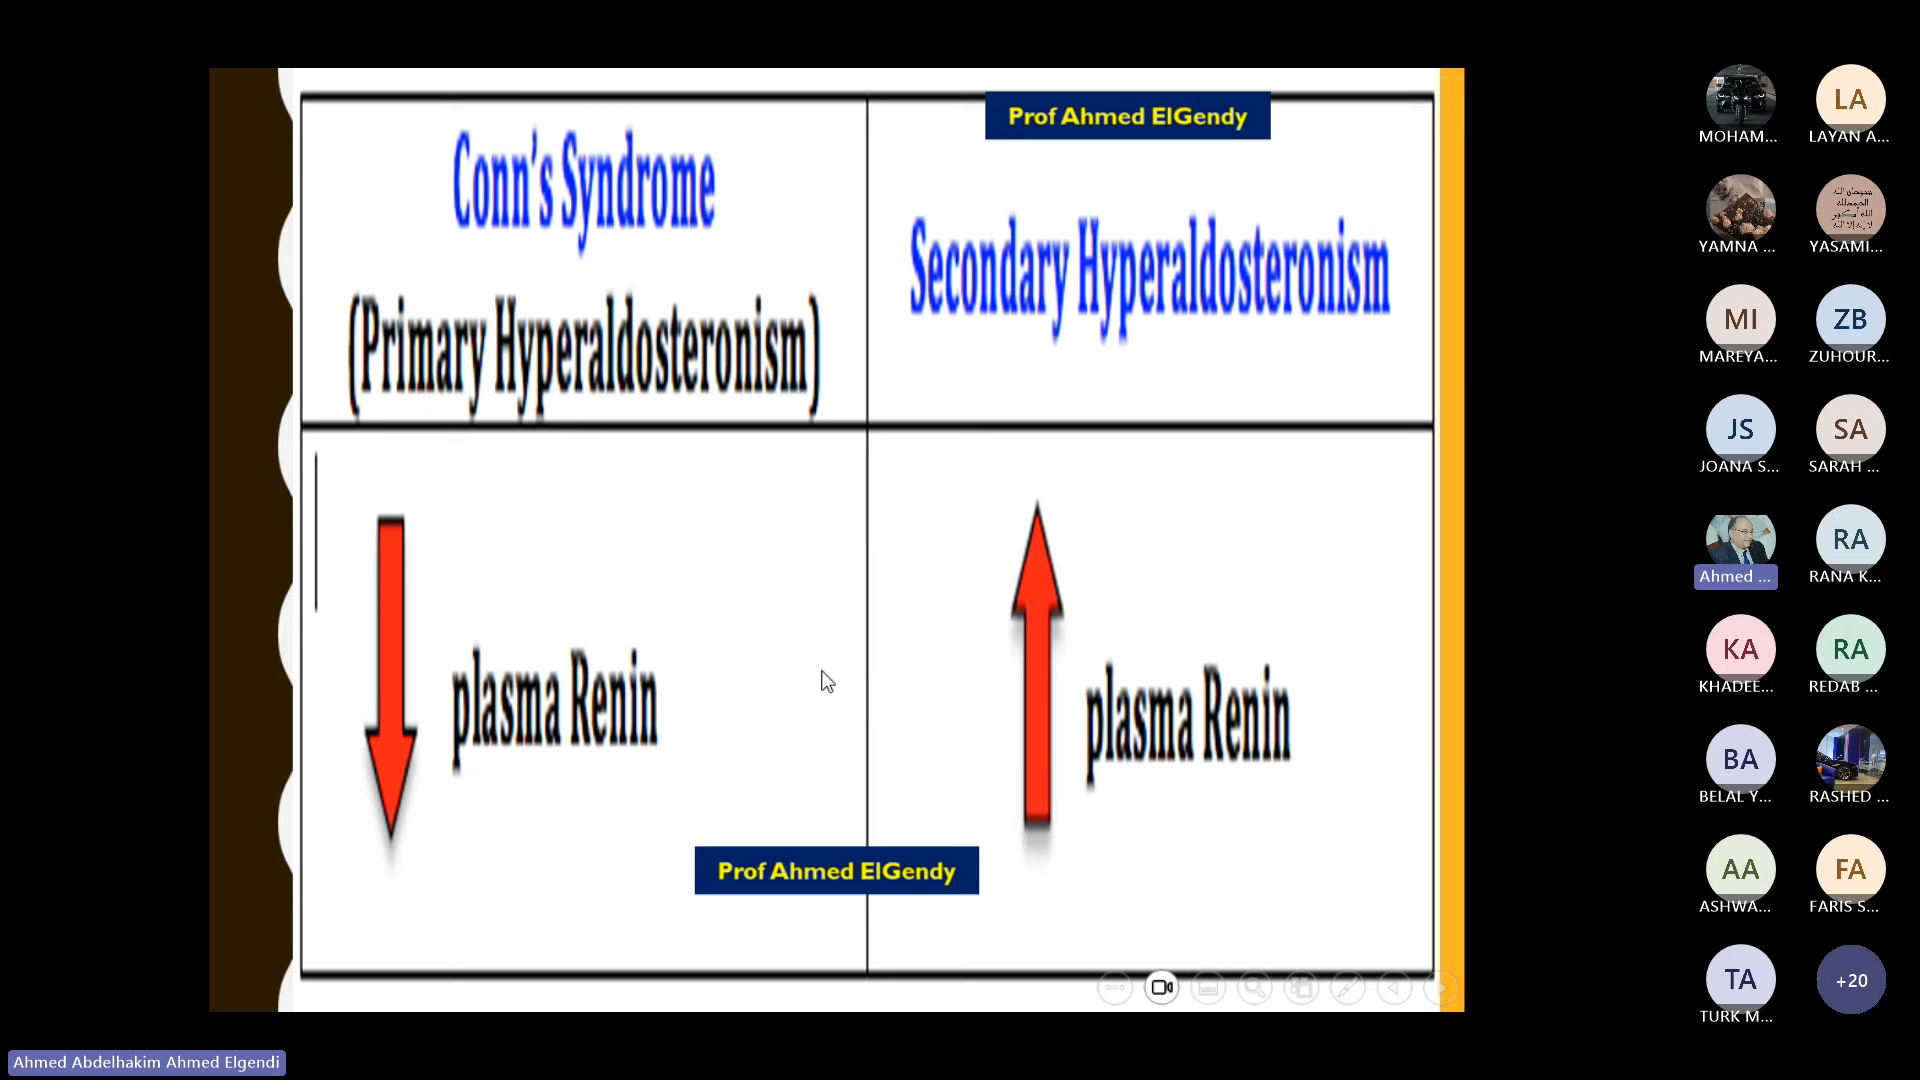 Prof Ahmed ElGendy
Conn's Syndrome
(Primary Hyperaldosteronism)
Secondary Hyperaldosteronism
plasma Renin
plasma Renin
Prof Ahmed ElGendy
MOHAM...
LA
LAYAN A...
YAMNA ...
YASAMI...
MI
MAREYA...
ZB
ZUHOUR...
JS
JOANA S...
SA
SARAH ...
Ahmed ...
RA
RANA K...
KA
KHADEE...
RA
REDAB ...
BA
BELAL Y...
RASHED ...
AA
ASHWA...
FA
FARIS S...
TA
TURK M...
+20
Ahmed Abdelhakim Ahmed Elgendi